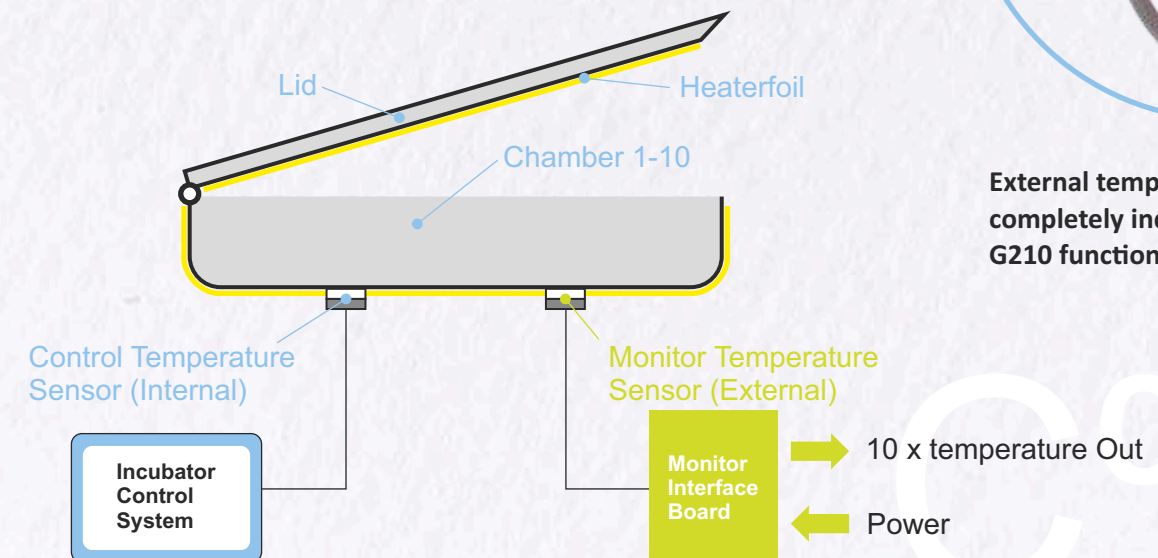 Lid
Heaterfoil
Chamber 1-10
External temp
completely in
G210 function
Control Temperature
Sensor (Internal)
Monitor Temperature
Sensor (External)
Incubator
Control
System
Monitor
Interface
Board
10 x temperature Out
Power
C°